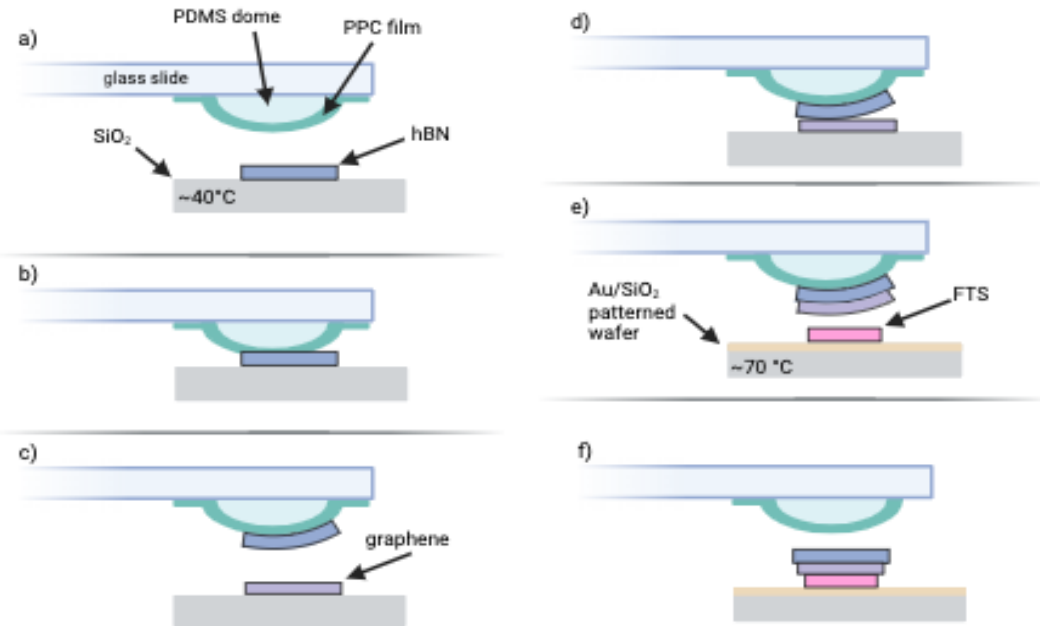 a)
PDMS dome
PPC film
glass slide
SiO₂
hBN
~40°C
b)
c)
graphene
d)
e)
Au/SiO₂
patterned
wafer
FTS
~70 °C
f)